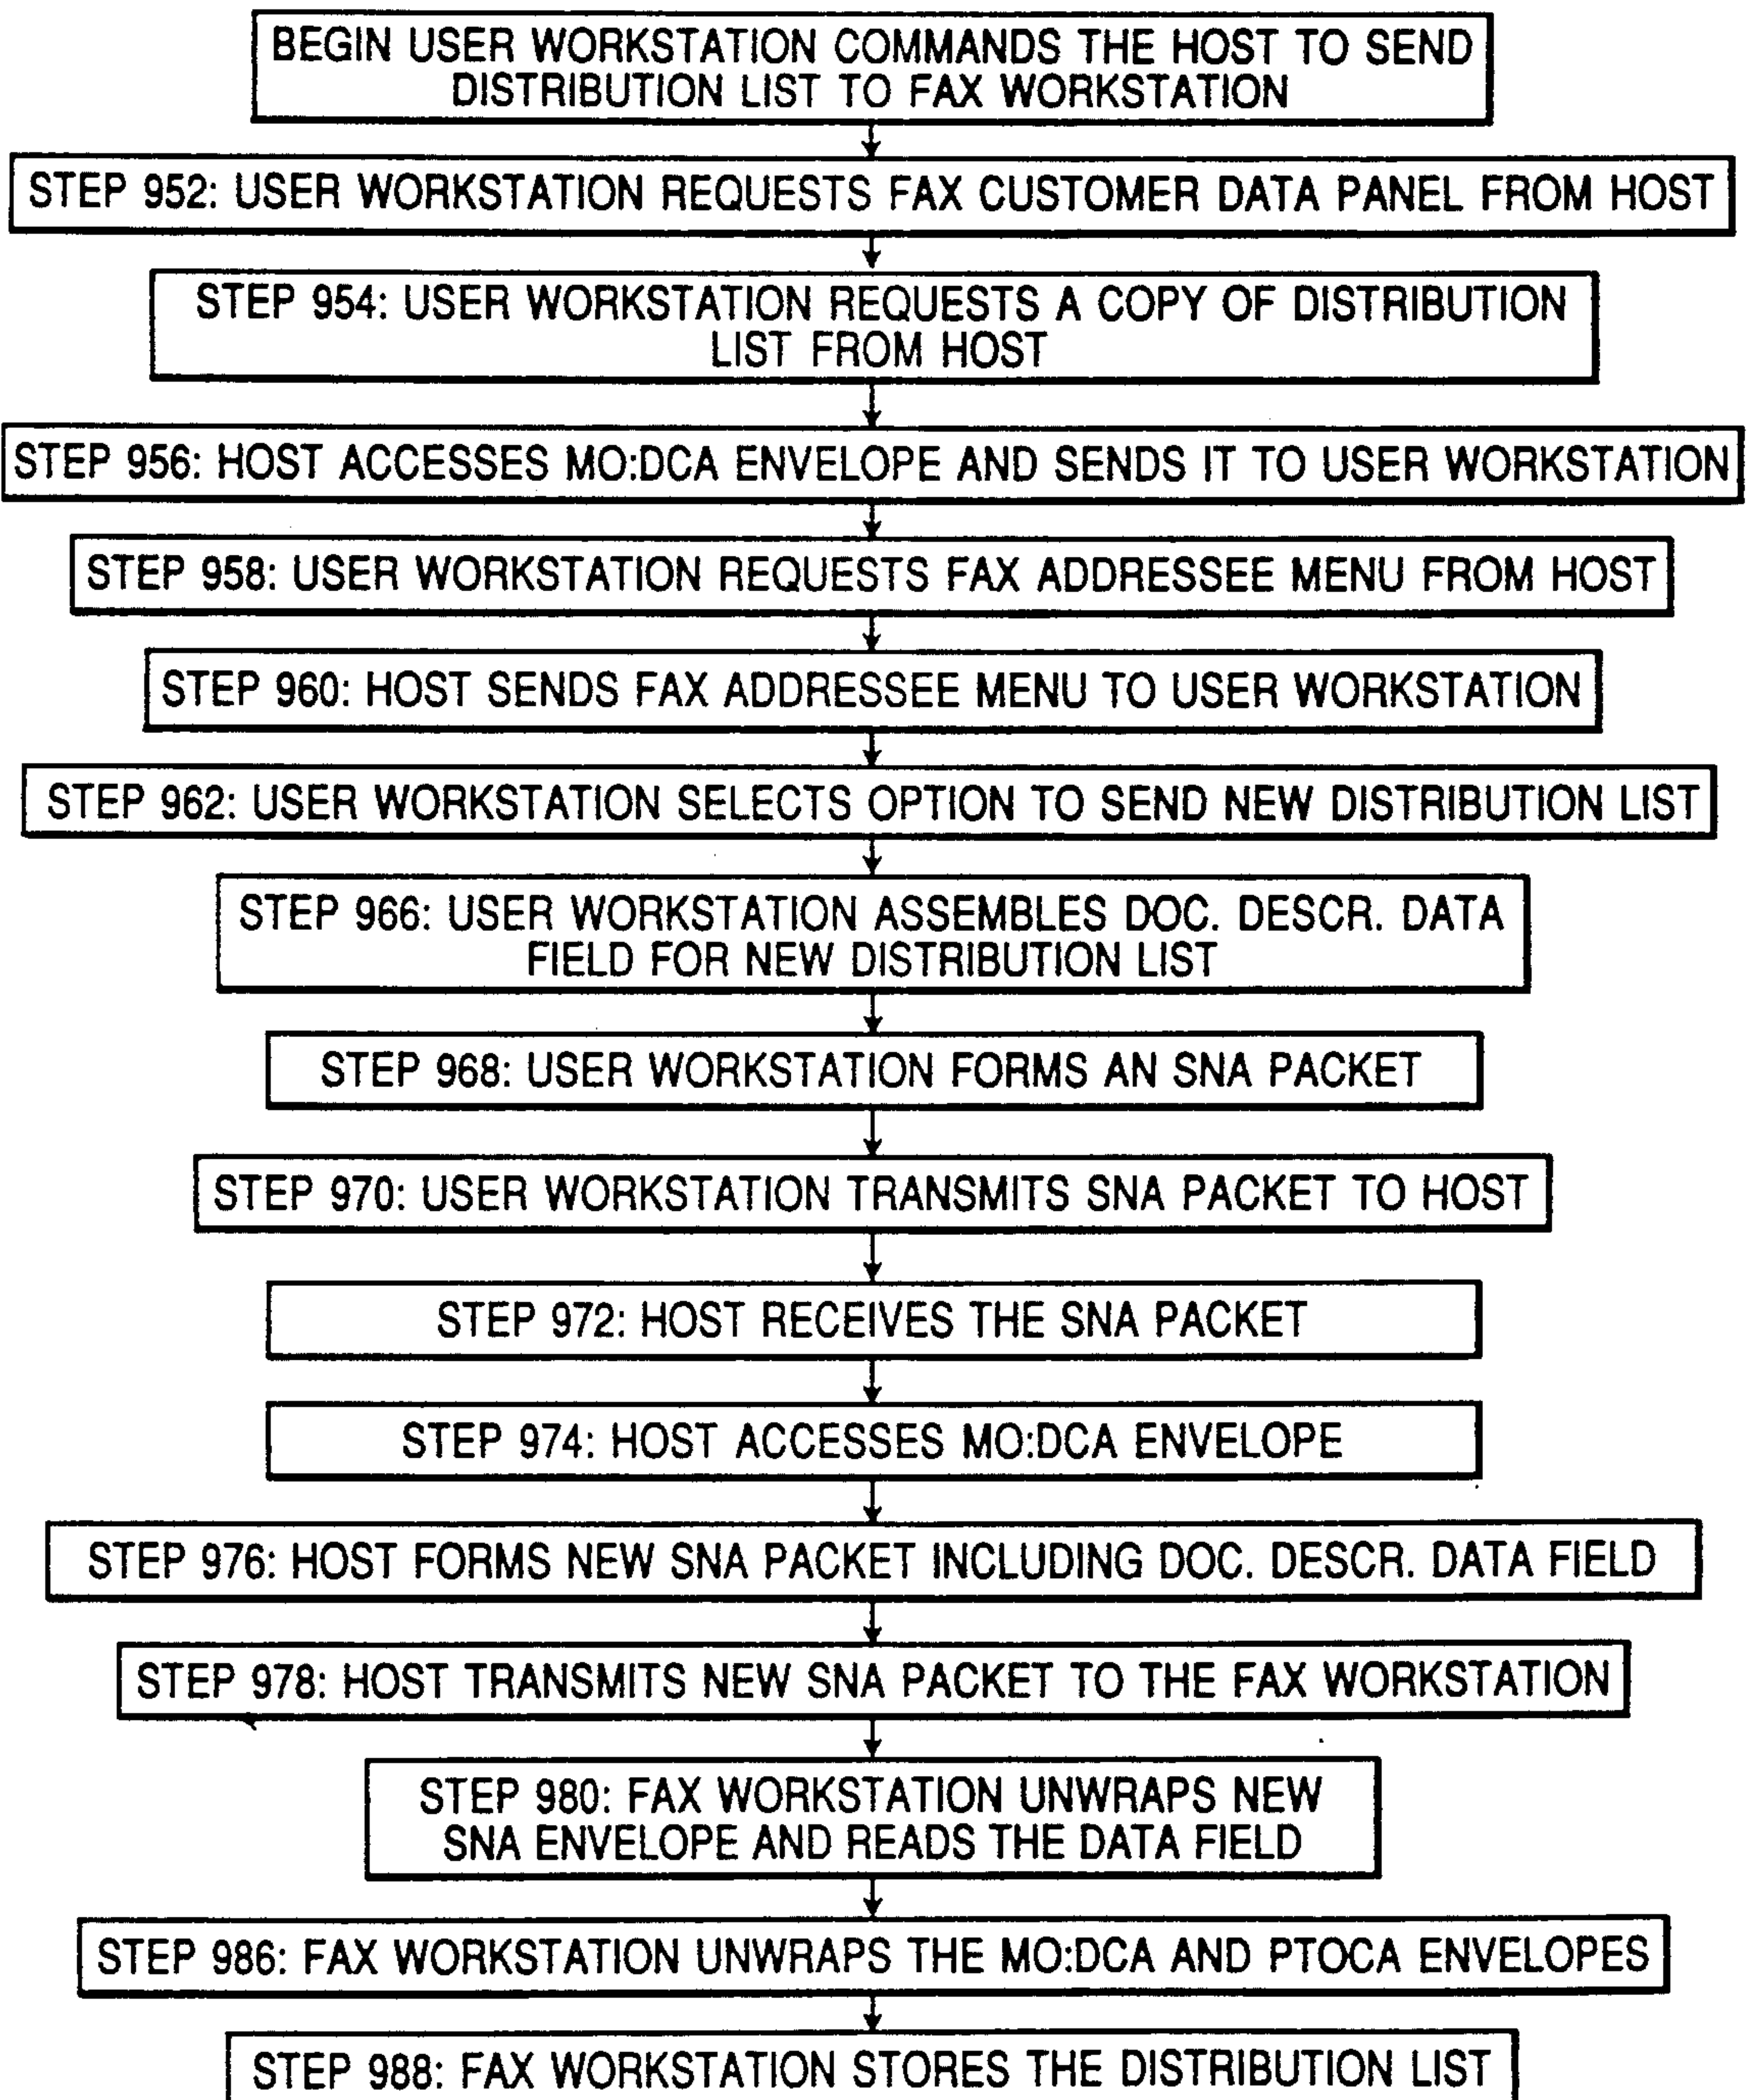 BEGIN USER WORKSTATION COMMANDS THE HOST TO SEND
DISTRIBUTION LIST TO FAX WORKSTATION
STEP 952: USER WORKSTATION REQUESTS FAX CUSTOMER DATA PANEL FROM HOST
STEP 954: USER WORKSTATION REQUESTS A COPY OF DISTRIBUTION
LIST FROM HOST
STEP 956: HOST ACCESSES MO:DCA ENVELOPE AND SENDS IT TO USER WORKSTATION
STEP 958: USER WORKSTATION REQUESTS FAX ADDRESSEE MENU FROM HOST
STEP 960: HOST SENDS FAX ADDRESSEE MENU TO USER WORKSTATION
STEP 962: USER WORKSTATION SELECTS OPTION TO SEND NEW DISTRIBUTION LIST
STEP 966: USER WORKSTATION ASSEMBLES DOC. DESCR. DATA
FIELD FOR NEW DISTRIBUTION LIST
STEP 968: USER WORKSTATION FORMS AN SNA PACKET
STEP 970: USER WORKSTATION TRANSMITS SNA PACKET TO HOST
STEP 972: HOST RECEIVES THE SNA PACKET
STEP 974: HOST ACCESSES MO:DCA ENVELOPE
STEP 976: HOST FORMS NEW SNA PACKET INCLUDING DOC. DESCR. DATA FIELD
STEP 978: HOST TRANSMITS NEW SNA PACKET TO THE FAX WORKSTATION
STEP 980: FAX WORKSTATION UNWRAPS NEW
SNA ENVELOPE AND READS THE DATA FIELD
STEP 986: FAX WORKSTATION UNWRAPS THE MO:DCA AND PTOCA ENVELOPES
STEP 988: FAX WORKSTATION STORES THE DISTRIBUTION LIST